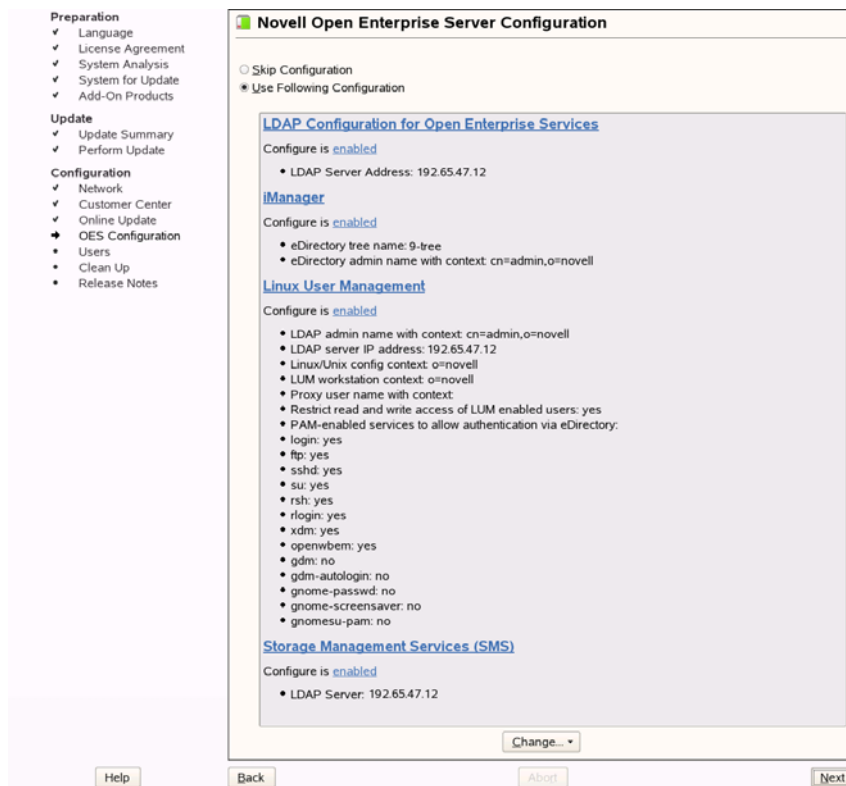 Preparation
Language
License Agreement
System Analysis
System for Update
Add-On Products
Update
Update Summary
Perform Update
Configuration
Network
Customer Center
Online Update
OES Configuration
Users
Clean Up
Release Notes
Novell Open Enterprise Server Configuration
Skip Configuration
Use Following Configuration
LDAP Configuration for Open Enterprise Services
Configure is enabled
• LDAP Server Address: 192.65.47.12
iManager
Configure is enabled
• eDirectory tree name: 9-tree
• eDirectory admin name with context: cn=admin,o=novell
Linux User Management
Configure is enabled
• LDAP admin name with context: cn=admin,o=novell
• LDAP server IP address: 192.65.47.12
• Linux/Unix config context: o=novell
• LUM workstation context: o=novell
• Proxy user name with context:
• Restrict read and write access of LUM enabled users: yes
• PAM-enabled services to allow authentication via eDirectory:
• login: yes
• ftp: yes
• sshd: yes
• su: yes
• rsh: yes
• rlogin: yes
• xdm: yes
• openwbem: yes
• gdm: no
• gdm-autologin: no
• gnome-passwd: no
• gnome-screensaver: no
• gnomesu-pam: no
Storage Management Services (SMS)
Configure is enabled
• LDAP Server: 192.65.47.12
Change...
Help
Back
Abort
Next